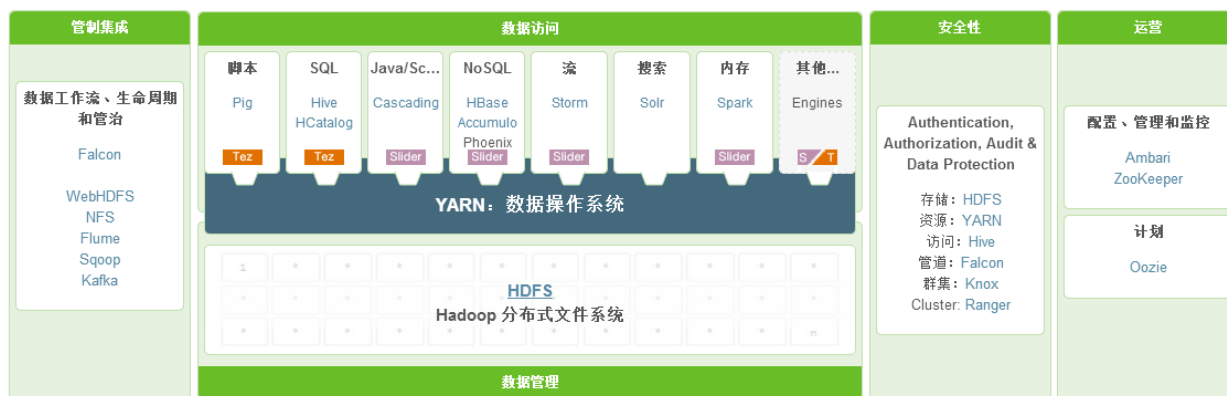 管制集成
数据工作流、生命周期
和管治
Falcon
WebHDFS
NFS
Flume
Sqoop
Kafka
数据访问
脚本
Pig
Tez
SQL
Hive
HCatalog
Tez
Java/Sc...
Cascading
Slider
NoSQL
HBase
Accumulo
Phoenix
Slider
流
Storm
Slider
搜索
Solr
内存
Spark
Slider
其他...
Engines
S T
YARN：数据操作系统
1
HDFS
Hadoop 分布式文件系统
n
数据管理
安全性
Authentication,
Authorization, Audit &
Data Protection
存储：HDFS
资源：YARN
访问：Hive
管道：Falcon
群集：Knox
Cluster: Ranger
运营
配置、管理和监控
Ambari
ZooKeeper
计划
Oozie